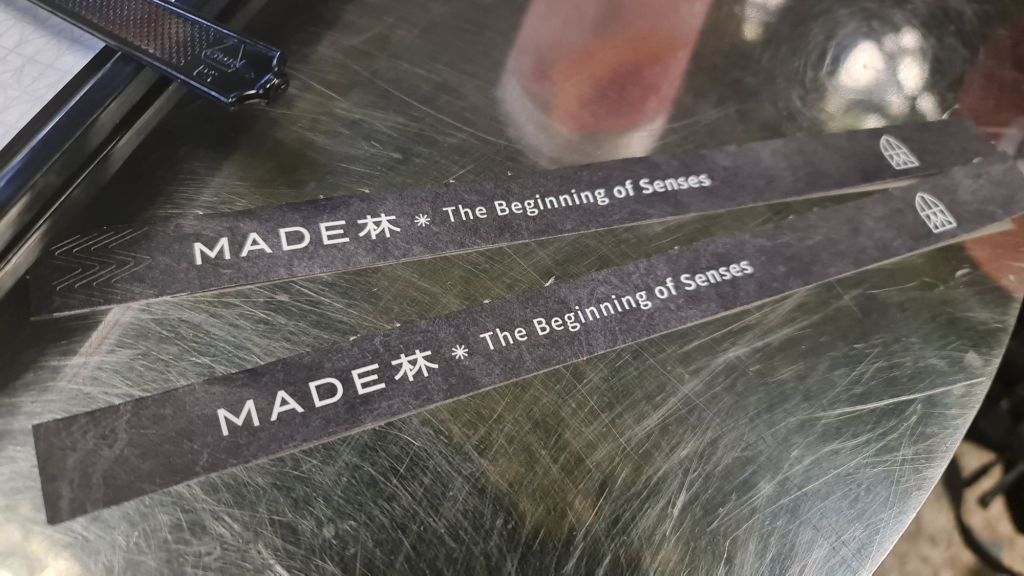 MADE林 * The Beginning of Senses
MADE林 * The Beginning of Senses